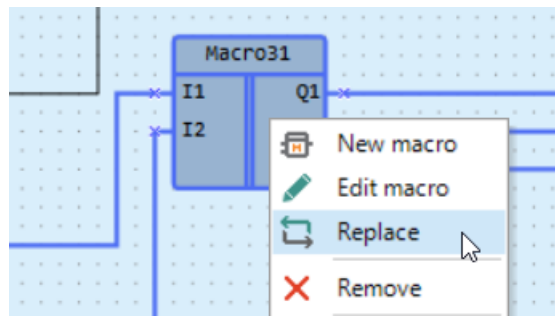 Macro31
I1 Q1
I2
New macro
Edit macro
Replace
Remove